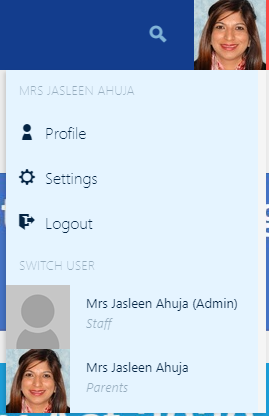 MRS JASLEEN AHUJA
Profile
Settings
Logout
SWITCH USER
Mrs Jasleen Ahuja (Admin)
Staff
Mrs Jasleen Ahuja
Parents